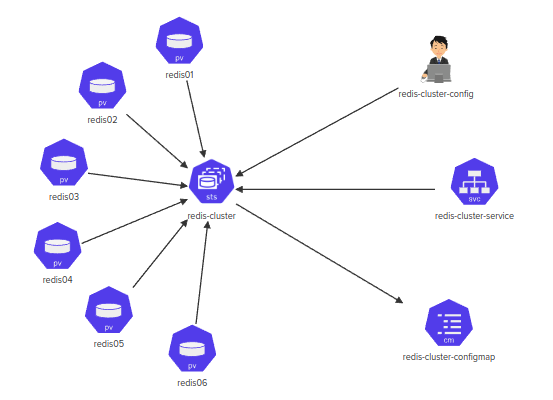 pv
redis01
pv
redis02
redis-cluster-config
pv
redis03
sts
redis-cluster
svc
redis-cluster-service
pv
redis04
pv
redis05
cm
redis-cluster-configmap
pv
redis06